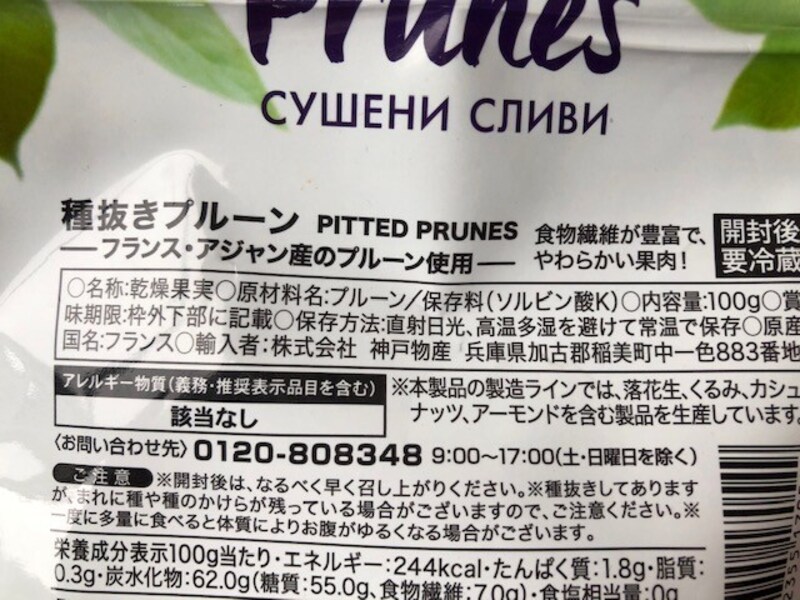 Prunes
СУШЕНИ СЛИВИ
種抜きプルーン PITTED PRUNES
―フランス・アジャン産のプルーン使用―
食物繊維が豊富で、
やわらかい果肉!
開封後
要冷蔵
○名称:乾燥果実○原材料名:プルーン/保存料(ソルビン酸K)○内容量:100g○賞
味期限:枠外下部に記載○保存方法:直射日光、高温多湿を避けて常温で保存○原産
国名:フランス○輸入者:株式会社 神戸物産 兵庫県加古郡稲美町中一色883番地
アレルギー物質(義務・推奨表示品目を含む)
該当なし
※本製品の製造ラインでは、落花生、くるみ、カシュ
ナッツ、アーモンドを含む製品を生産しています。
〈お問い合わせ先〉0120-808348 9:00～17:00(土・日曜日を除く)
ご注意 ※開封後は、なるべく早く召し上がりください。※種抜きしてあります
が、まれに種や種のかけらが残っている場合がございますので、ご注意ください。※
一度に多量に食べると体質によりお腹がゆるくなる場合がございます。
栄養成分表示100g当たり・エネルギー:244kcal・たんぱく質:1.8g・脂質:
0.3g・炭水化物:62.0g(糖質:55.0g、食物繊維:7.0g)・食塩相当量:0g